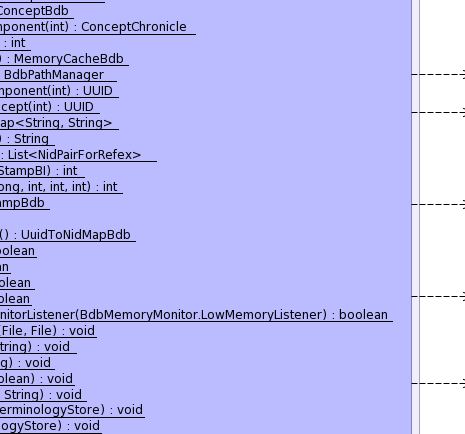 ConceptBdb
nponent(int) : ConceptChronicle
: int
) : MemoryCacheBdb
: BdbPathManager
mponent(int) : UUID
cept(int) : UUID
ap<String, String>
) : String
: List<NidPairForRefex>
StampBI) : int
ong, int, int, int) : int
ampBdb
() : UuidToNidMapBdb
oolean
an
olean
olean
nitorListener(BdbMemoryMonitor.LowMemoryListener) : boolean
(File, File) : void
tring) : void
g) : void
olean) : void
String) : void
erminologyStore) : void
logyStore) : void